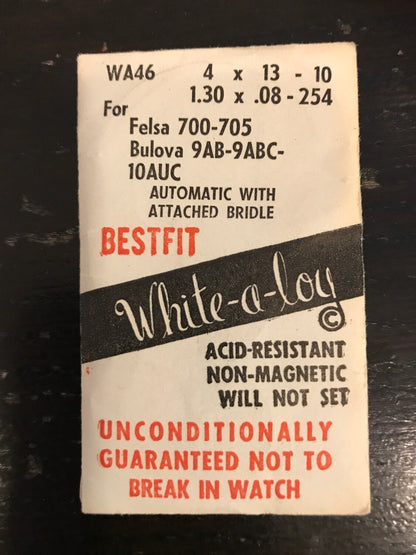 WA46 4 x 13 - 10
1.30 x .08 - 254
For
Felsa 700-705
Bulova 9AB-9ABC-
10AUC
AUTOMATIC WITH
ATTACHED BRIDLE
BESTFIT
White-a-loy ©
ACID-RESISTANT
NON-MAGNETIC
WILL NOT SET
UNCONDITIONALLY
GUARANTEED NOT TO
BREAK IN WATCH